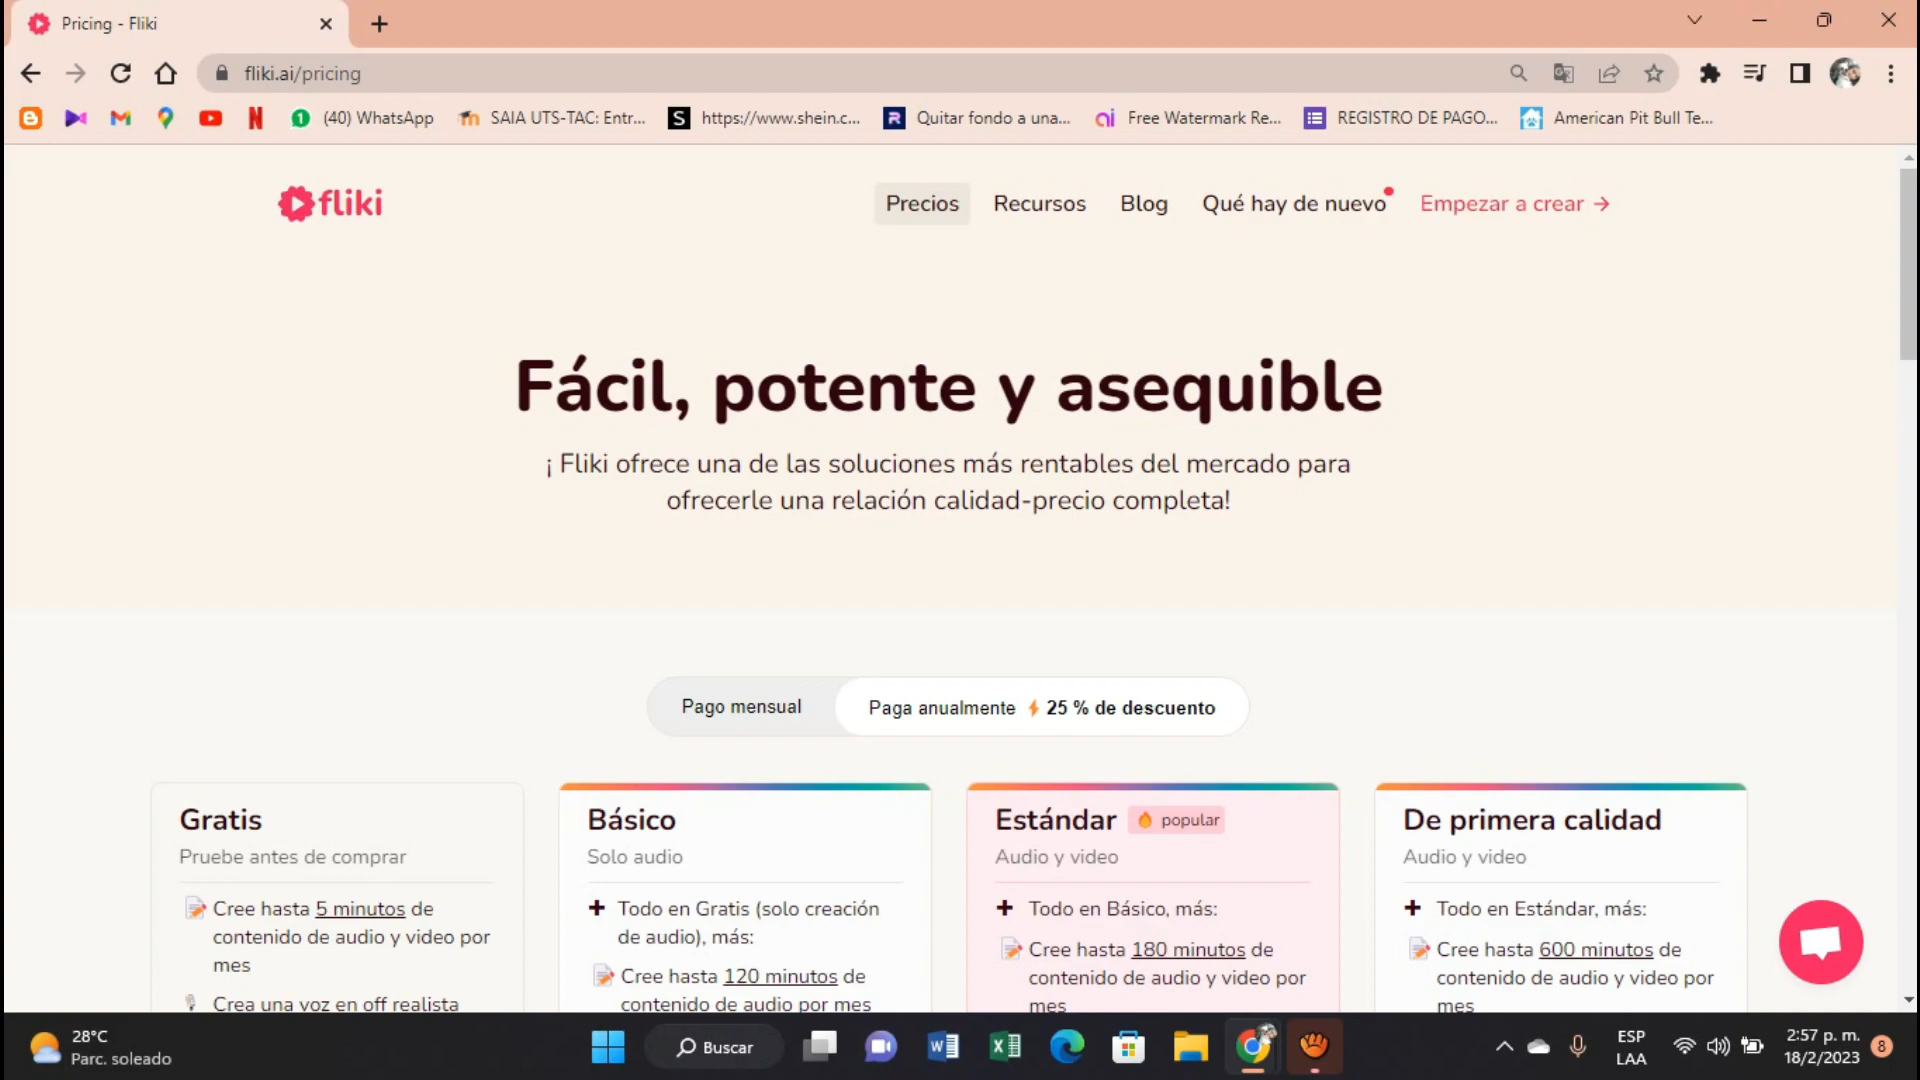 Pricing - Fliki
fliki.ai/pricing
(40) WhatsApp
SAIA UTS-TAC: Entr...
https://www.shein.c...
Quitar fondo a una...
Free Watermark Re...
REGISTRO DE PAGO...
American Pit Bull Te...
fliki
Precios
Recursos
Blog
Qué hay de nuevo
Empezar a crear →
Fácil, potente y asequible
¡ Fliki ofrece una de las soluciones más rentables del mercado para
ofrecerle una relación calidad-precio completa!
Pago mensual
Paga anualmente 25 % de descuento
Gratis
Pruebe antes de comprar
Cree hasta 5 minutos de
contenido de audio y video por
mes
Crea una voz en off realista
Básico
Solo audio
Todo en Gratis (solo creación
de audio), más:
Cree hasta 120 minutos de
contenido de audio por mes
Estándar popular
Audio y video
Todo en Básico, más:
Cree hasta 180 minutos de
contenido de audio y video por
mes
De primera calidad
Audio y video
Todo en Estándar, más:
Cree hasta 600 minutos de
contenido de audio y video por
mes
28°C
Parc. soleado
Buscar
ESP
LAA
2:57 p. m.
18/2/2023
8